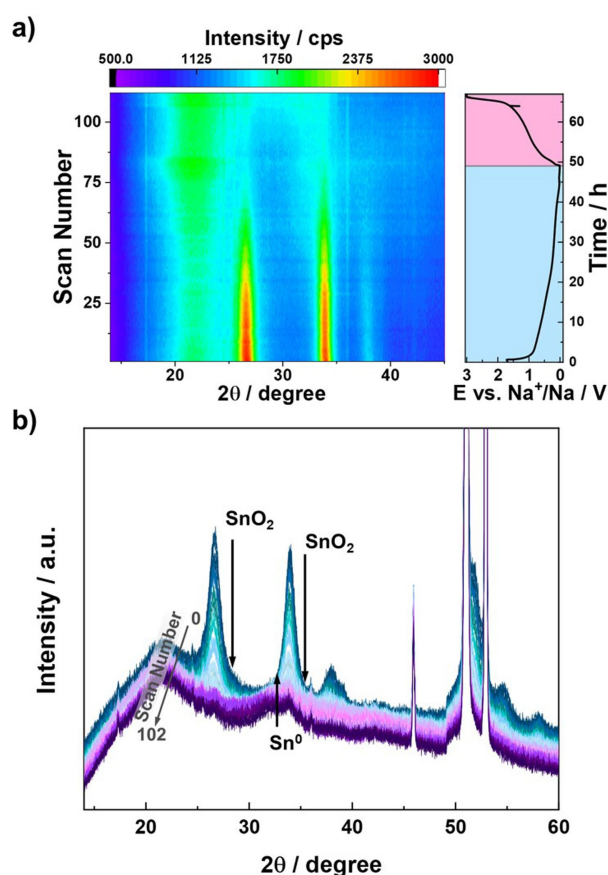 a)
Intensity / cps
500.0 1125 1750 2375 3000
100
75
50
25
Scan Number
20 30 40
2θ / degree
60
50
40
30
20
10
0
Time / h
3 2 1 0
E vs. Na⁺/Na / V
b)
SnO₂
SnO₂
0
Scan Number
102
Sn⁰
Intensity / a.u.
20 30 40 50 60
2θ / degree